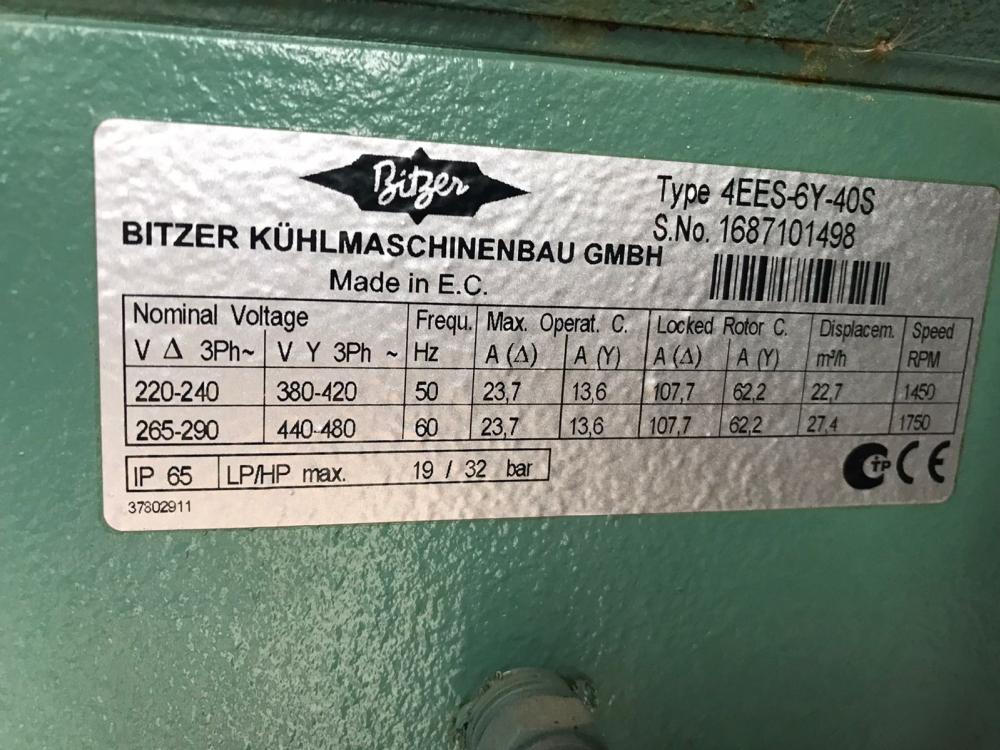 Bitzer
Type 4EES-6Y-40S
S.No. 1687101498
BITZER KÜHLMASCHINENBAU GMBH
Made in E.C.
Nominal Voltage Frequ. Max. Operat. C. Locked Rotor C. Displacem. Speed
V Δ 3Ph~ V Y 3Ph ~ Hz A (Δ) A (Y) A (Δ) A (Y) m³/h RPM
220-240 380-420 50 23,7 13,6 107,7 62,2 22,7 1450
265-290 440-480 60 23,7 13,6 107,7 62,2 27,4 1750
IP 65 LP/HP max. 19 / 32 bar
CTP CE
37802911